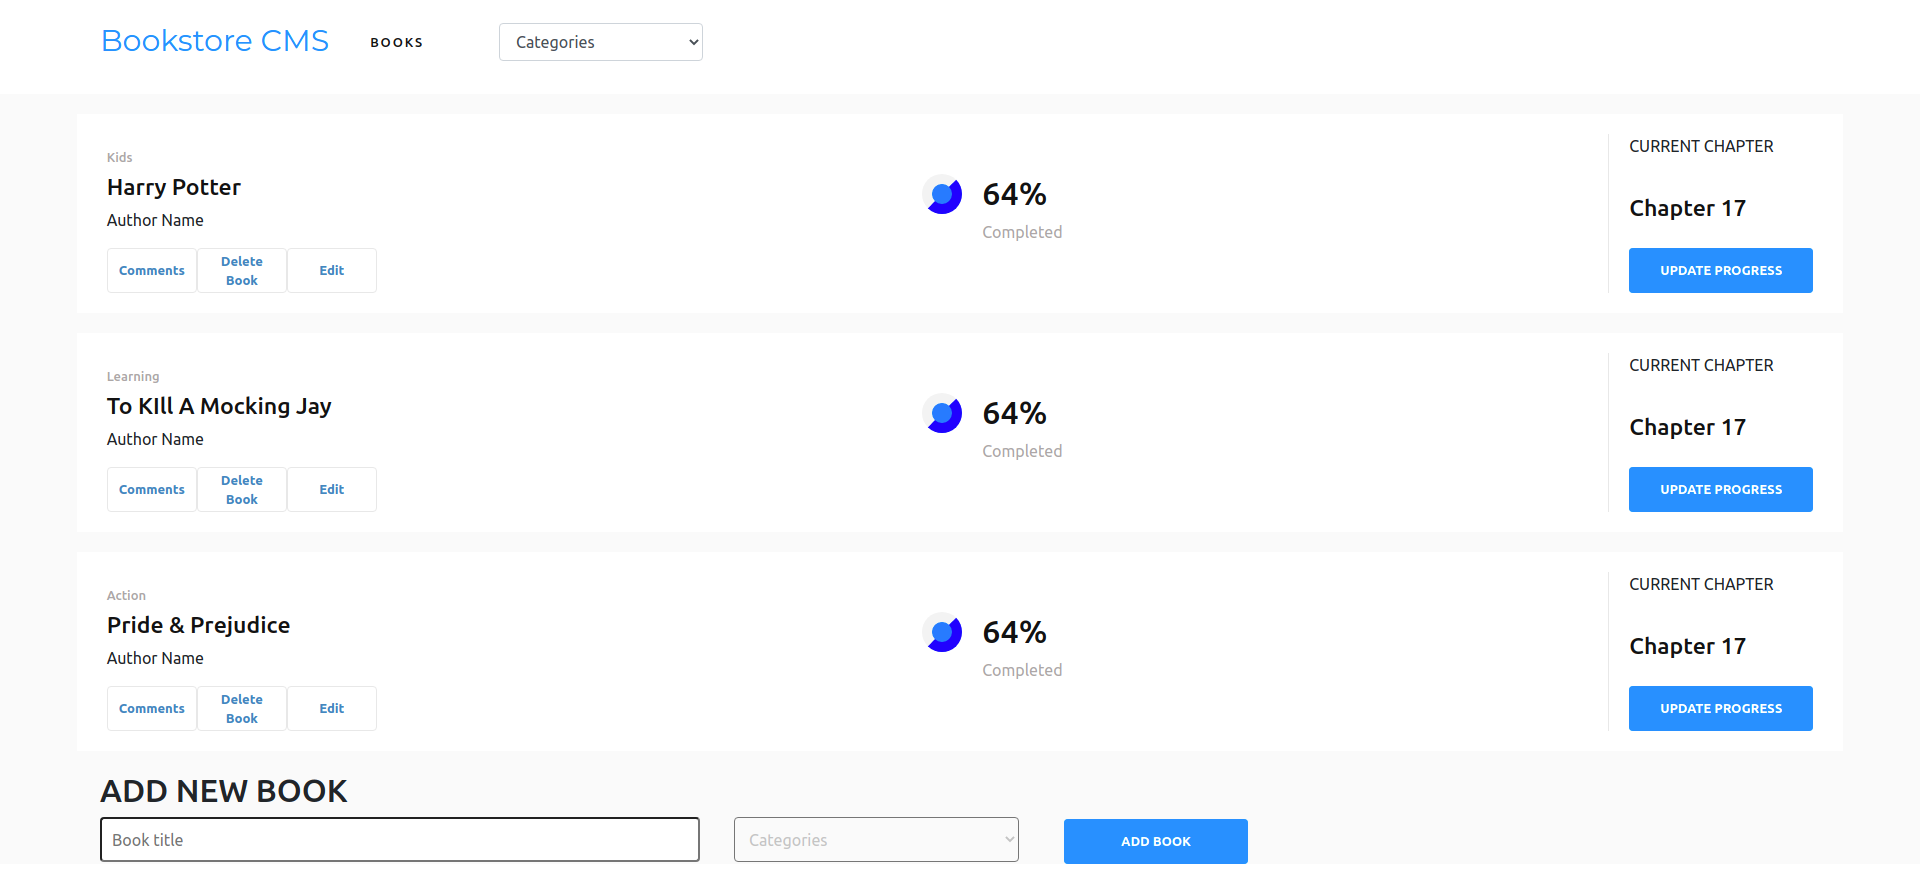 Bookstore CMS
BOOKS
Categories
Kids
Harry Potter
Author Name
Comments
Delete
Book
Edit
64%
Completed
CURRENT CHAPTER
Chapter 17
UPDATE PROGRESS
Learning
To KIll A Mocking Jay
Author Name
Comments
Delete
Book
Edit
64%
Completed
CURRENT CHAPTER
Chapter 17
UPDATE PROGRESS
Action
Pride & Prejudice
Author Name
Comments
Delete
Book
Edit
64%
Completed
CURRENT CHAPTER
Chapter 17
UPDATE PROGRESS
ADD NEW BOOK
Book title
Categories
ADD BOOK